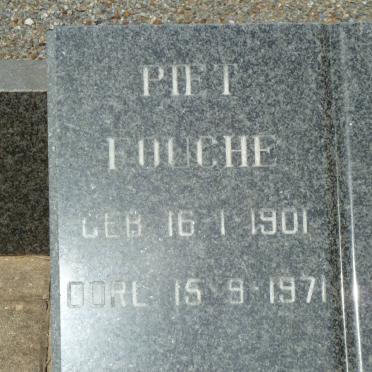 PIET
FOUCHE
GEB 16 1 1901
OORL 15 9 1971